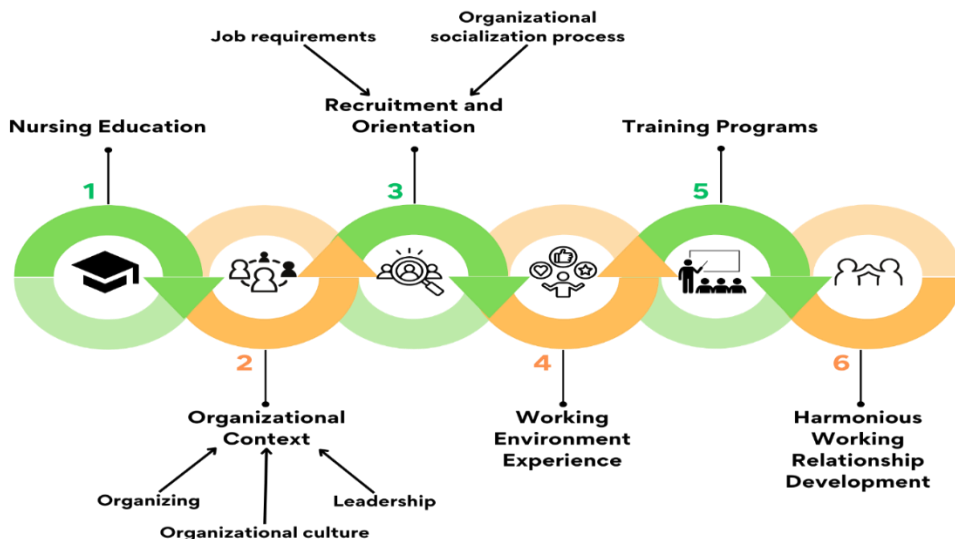 Job requirements
Organizational
socialization process
Recruitment and
Orientation
Nursing Education
Training Programs
1
3
5
2
4
6
Organizational
Context
Working
Environment
Experience
Harmonious
Working
Relationship
Development
Organizing
Leadership
Organizational culture